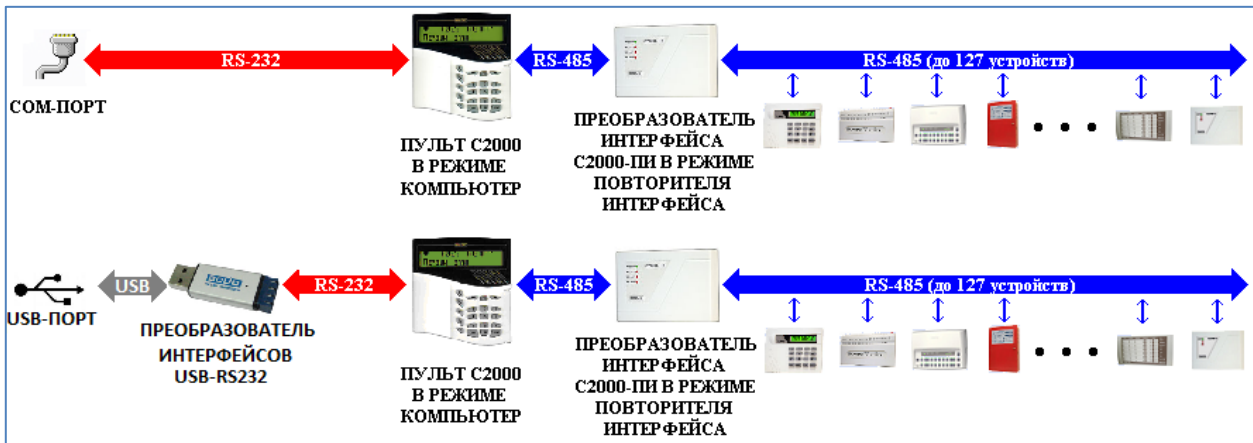 RS-232
RS-485
RS-485 (до 127 устройств)
COM-ПОРТ
ПУЛЬТ С2000
В РЕЖИМЕ
КОМПЬЮТЕР
ПРЕОБРАЗОВАТЕЛЬ
ИНТЕРФЕЙСА
С2000-ПИ В РЕЖИМЕ
ПОВТОРИТЕЛЯ
ИНТЕРФЕЙСА
USB
RS-232
RS-485
RS-485 (до 127 устройств)
USB-ПОРТ
ПРЕОБРАЗОВАТЕЛЬ
ИНТЕРФЕЙСОВ
USB-RS232
ПУЛЬТ С2000
В РЕЖИМЕ
КОМПЬЮТЕР
ПРЕОБРАЗОВАТЕЛЬ
ИНТЕРФЕЙСА
С2000-ПИ В РЕЖИМЕ
ПОВТОРИТЕЛЯ
ИНТЕРФЕЙСА